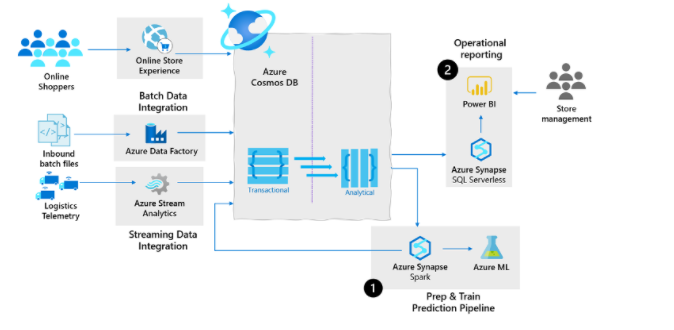 Online
Shoppers
Online Store
Experience
Batch Data
Integration
Inbound
batch files
Azure Data Factory
Logistics
Telemetry
Azure Stream
Analytics
Streaming Data
Integration
Azure
Cosmos DB
Transactional
Analytical
Operational
reporting
2
Power BI
Store
management
Azure Synapse
SQL Serverless
Azure Synapse
Spark
Azure ML
1
Prep & Train
Prediction Pipeline